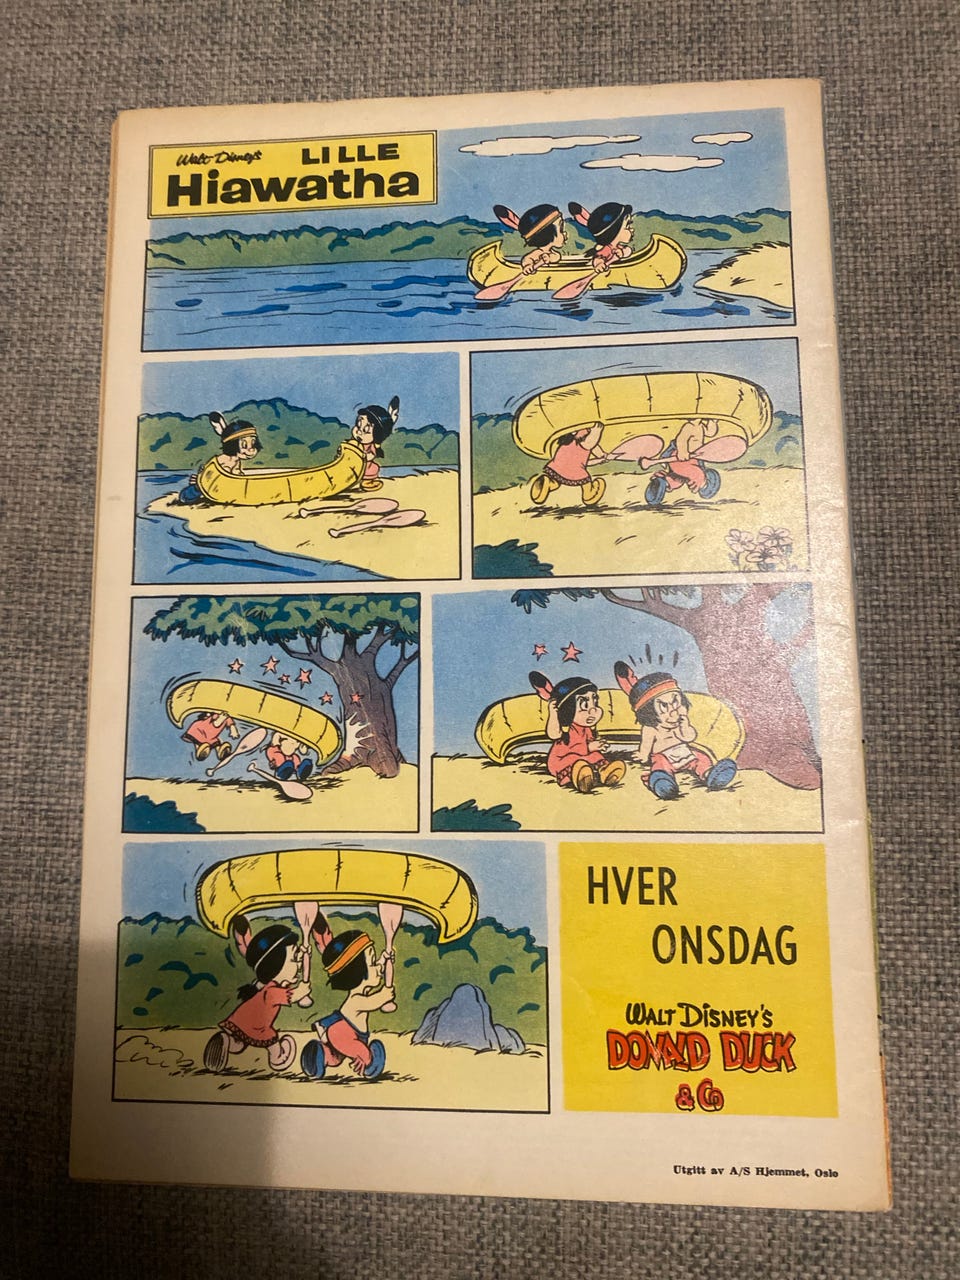 Walt Disney's LILLE
Hiawatha
HVER
ONSDAG
WALT DISNEY'S
DONALD DUCK
& Co
Utgitt av A/S Hjemmet, Oslo